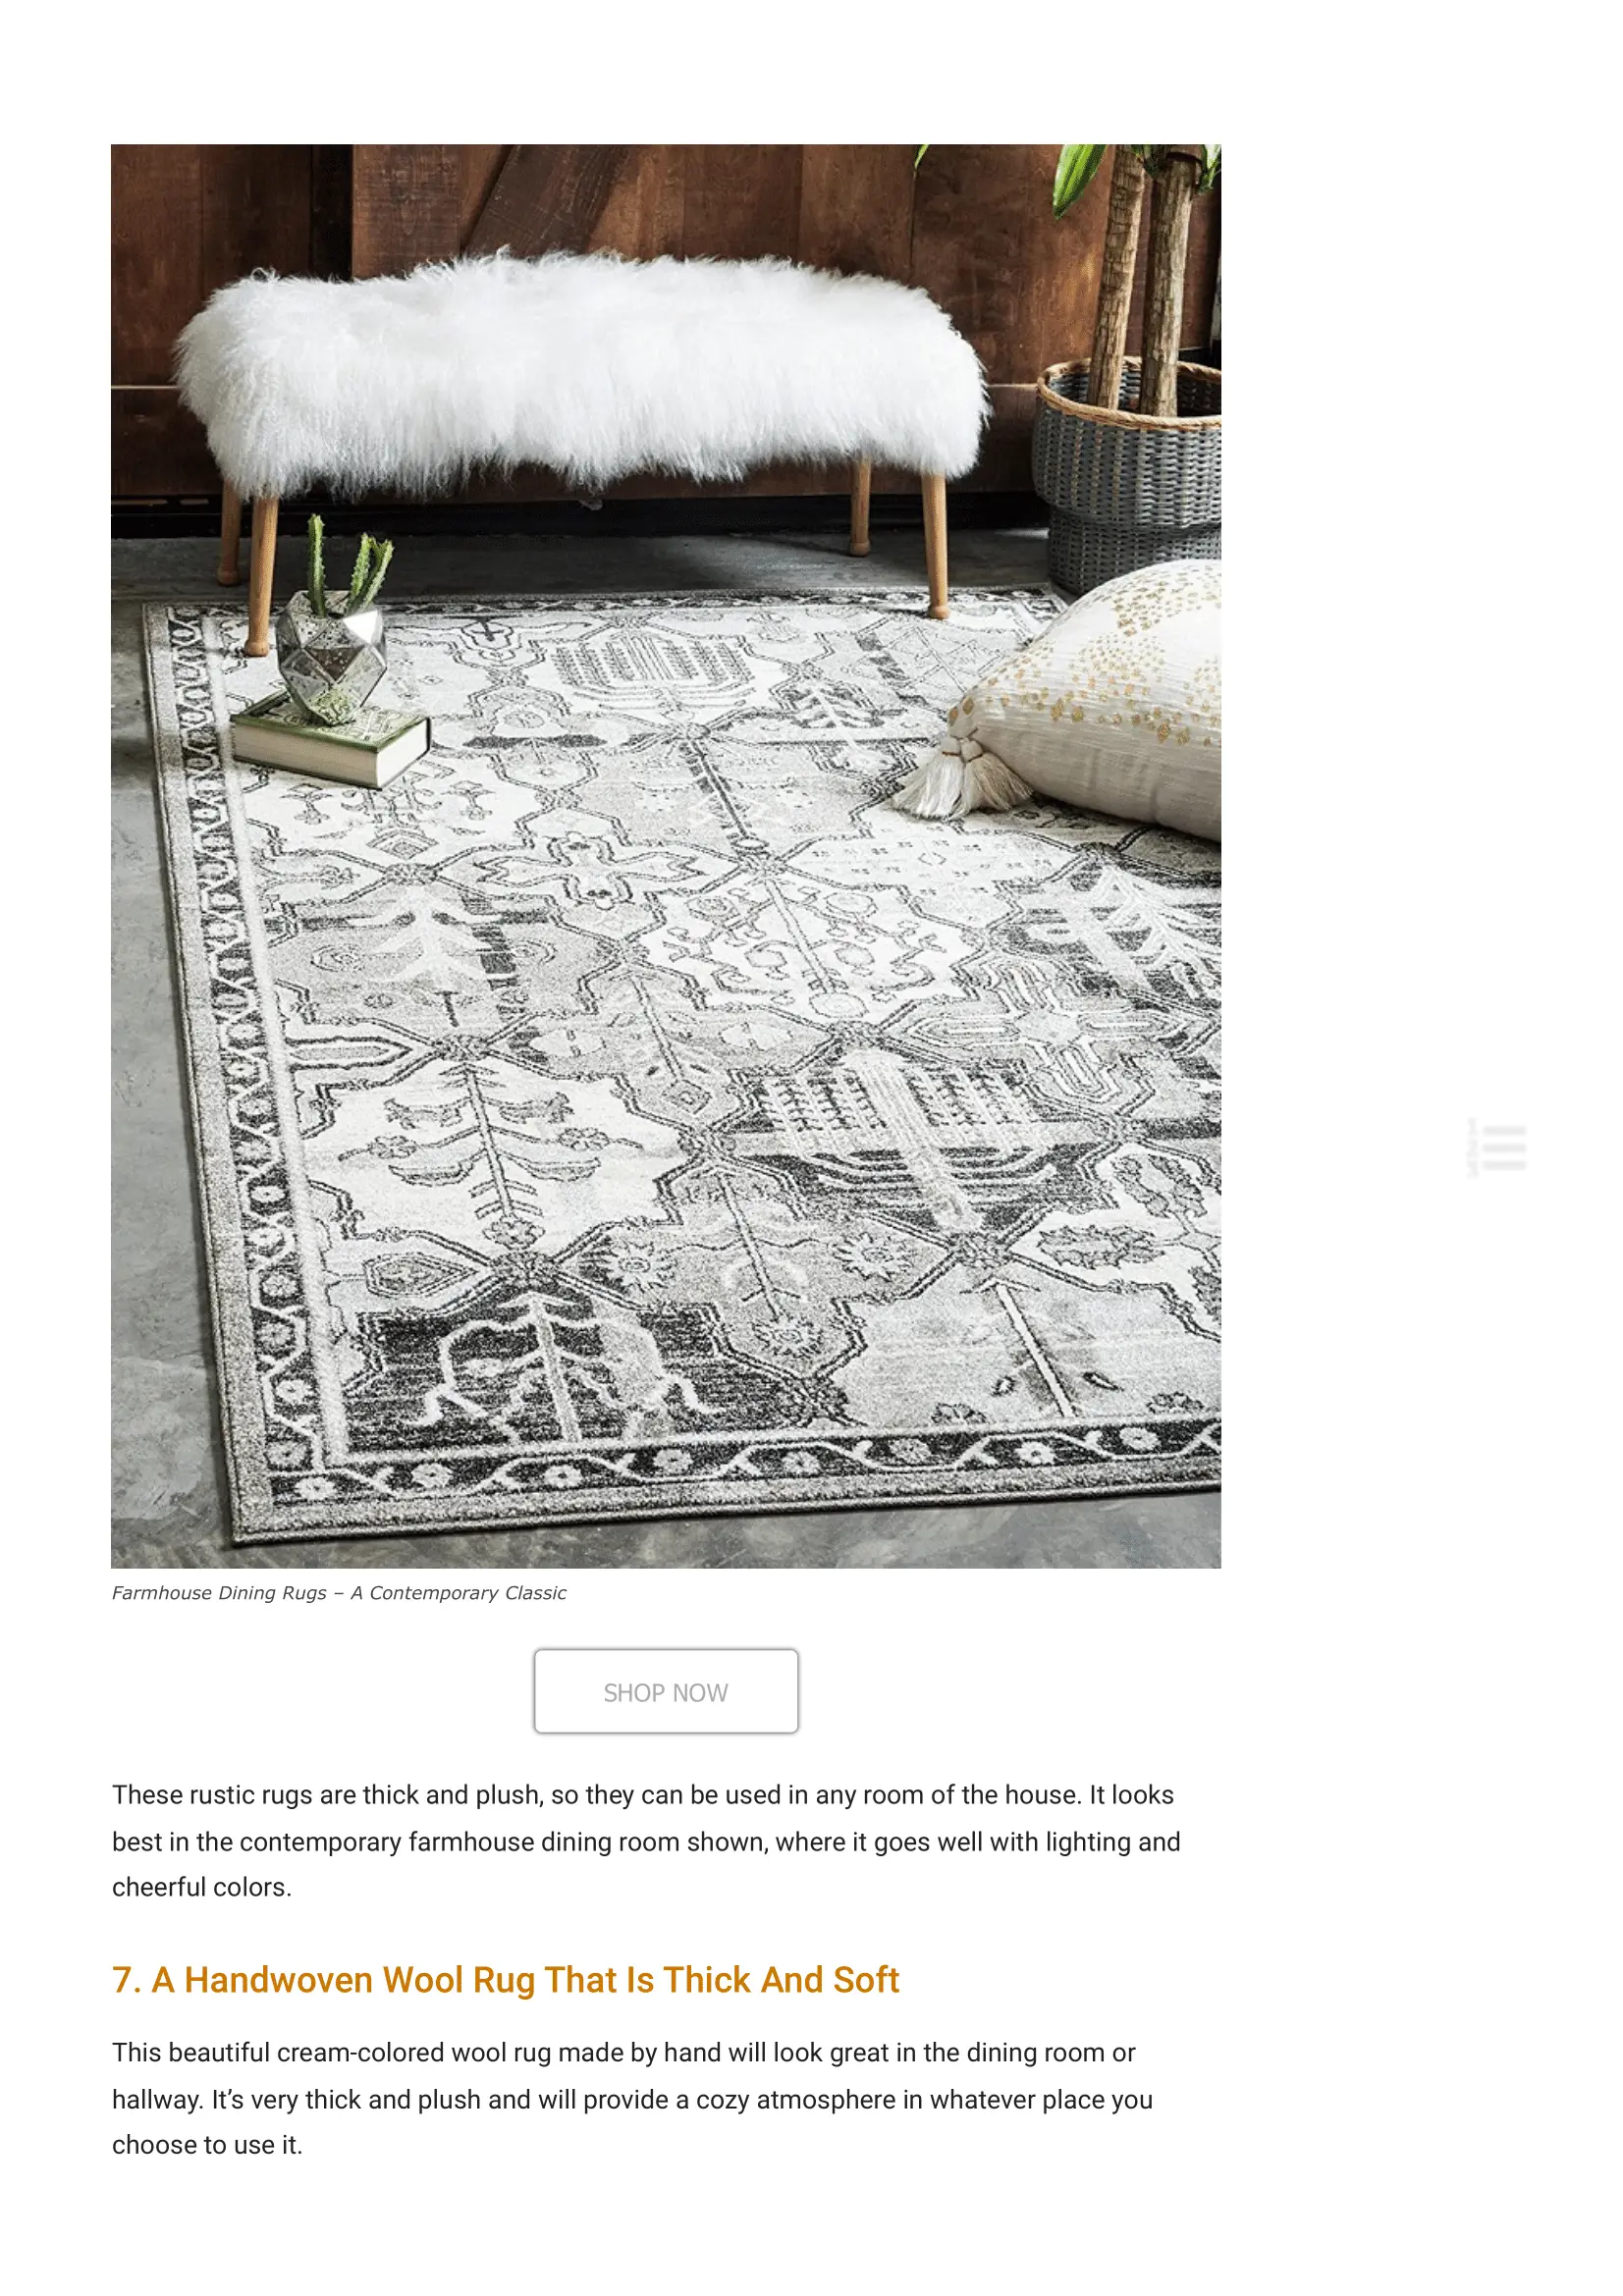 Farmhouse Dining Rugs – A Contemporary Classic
SHOP NOW
These rustic rugs are thick and plush, so they can be used in any room of the house. It looks
best in the contemporary farmhouse dining room shown, where it goes well with lighting and
cheerful colors.
7. A Handwoven Wool Rug That Is Thick And Soft
This beautiful cream-colored wool rug made by hand will look great in the dining room or
hallway. It’s very thick and plush and will provide a cozy atmosphere in whatever place you
choose to use it.